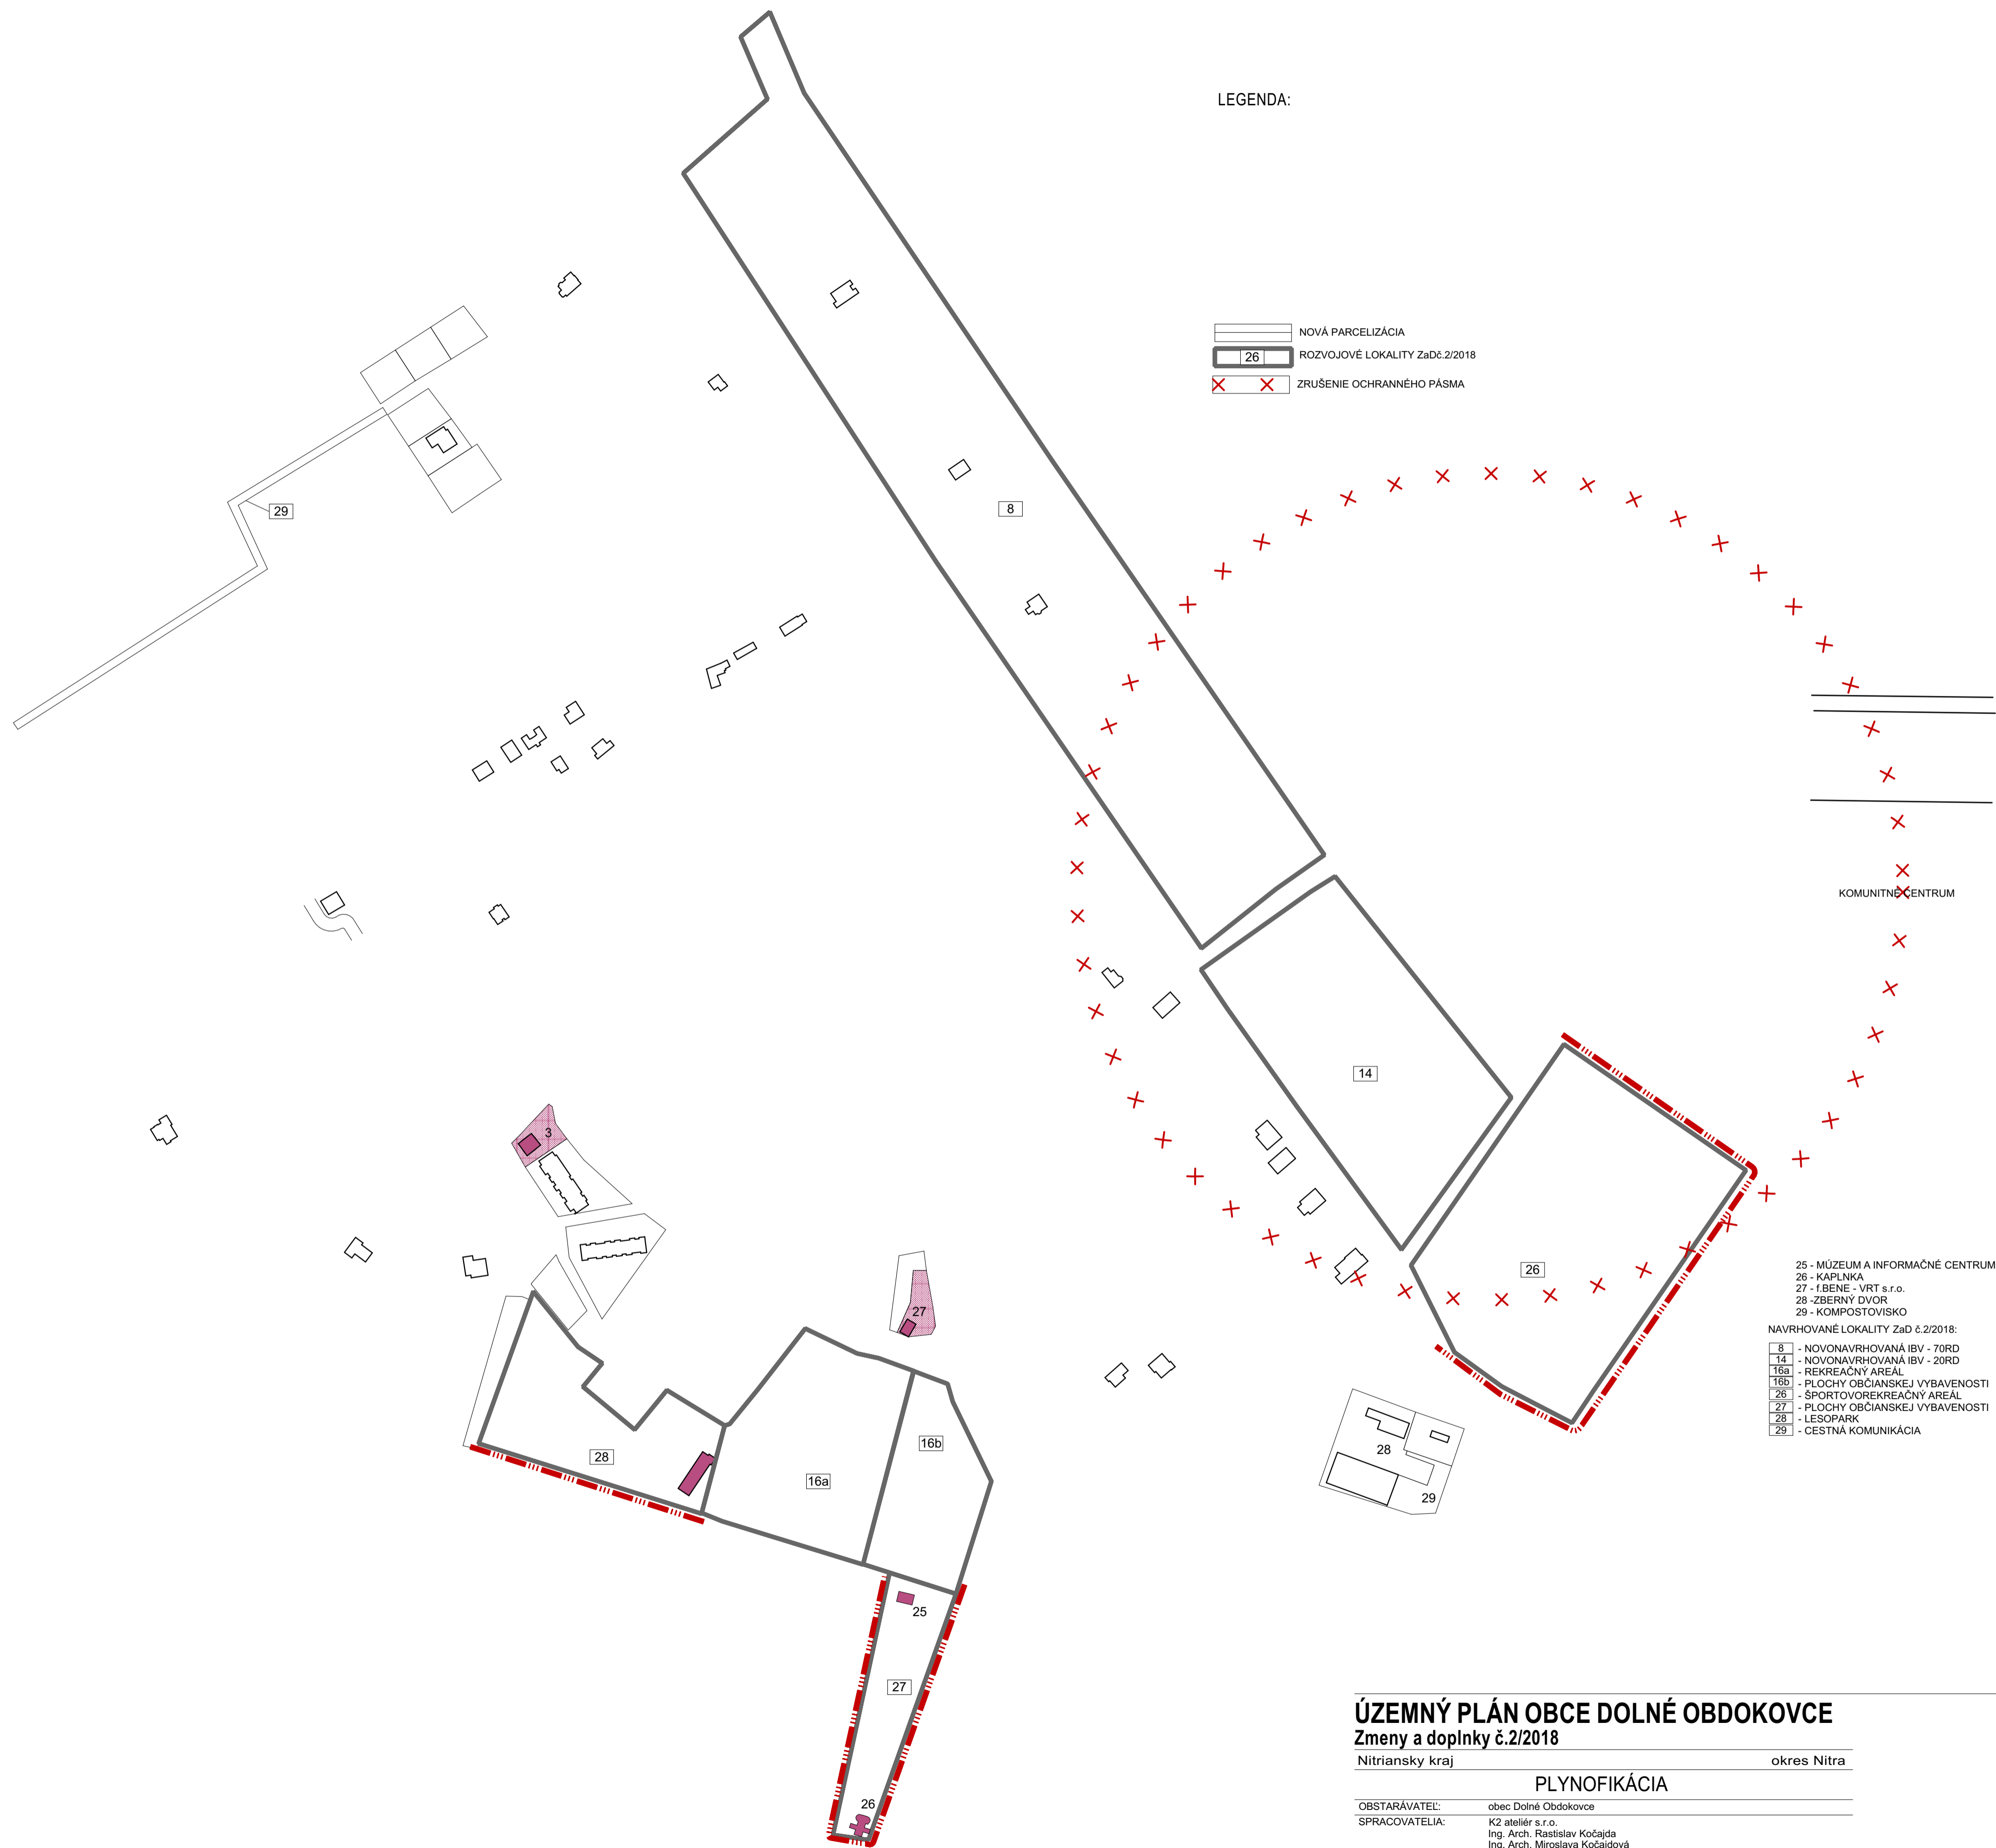 LEGENDA:
NOVÁ PARCELIZÁCIA
26 ROZVOJOVÉ LOKALITY ZaDč.2/2018
ZRUŠENIE OCHRANNÉHO PÁSMA
29
8
KOMUNITNÉ CENTRUM
14
3
26
27
28
16a
16b
28
29
25
27
26
25 - MÚZEUM A INFORMAČNÉ CENTRUM
26 - KAPLNKA
27 - f.BENE - VRT s.r.o.
28 -ZBERNÝ DVOR
29 - KOMPOSTOVISKO
NAVRHOVANÉ LOKALITY ZaD č.2/2018:
8 - NOVONAVRHOVANÁ IBV - 70RD
14 - NOVONAVRHOVANÁ IBV - 20RD
16a - REKREAČNÝ AREÁL
16b - PLOCHY OBČIANSKEJ VYBAVENOSTI
26 - ŠPORTOVOREKREAČNÝ AREÁL
27 - PLOCHY OBČIANSKEJ VYBAVENOSTI
28 - LESOPARK
29 - CESTNÁ KOMUNIKÁCIA
ÚZEMNÝ PLÁN OBCE DOLNÉ OBDOKOVCE
Zmeny a doplnky č.2/2018
Nitriansky kraj okres Nitra
PLYNOFIKÁCIA
OBSTARÁVATEĽ: obec Dolné Obdokovce
SPRACOVATELIA: K2 ateliér s.r.o.
Ing. Arch. Rastislav Kočajda
Ing. Arch. Miroslava Kočajdová